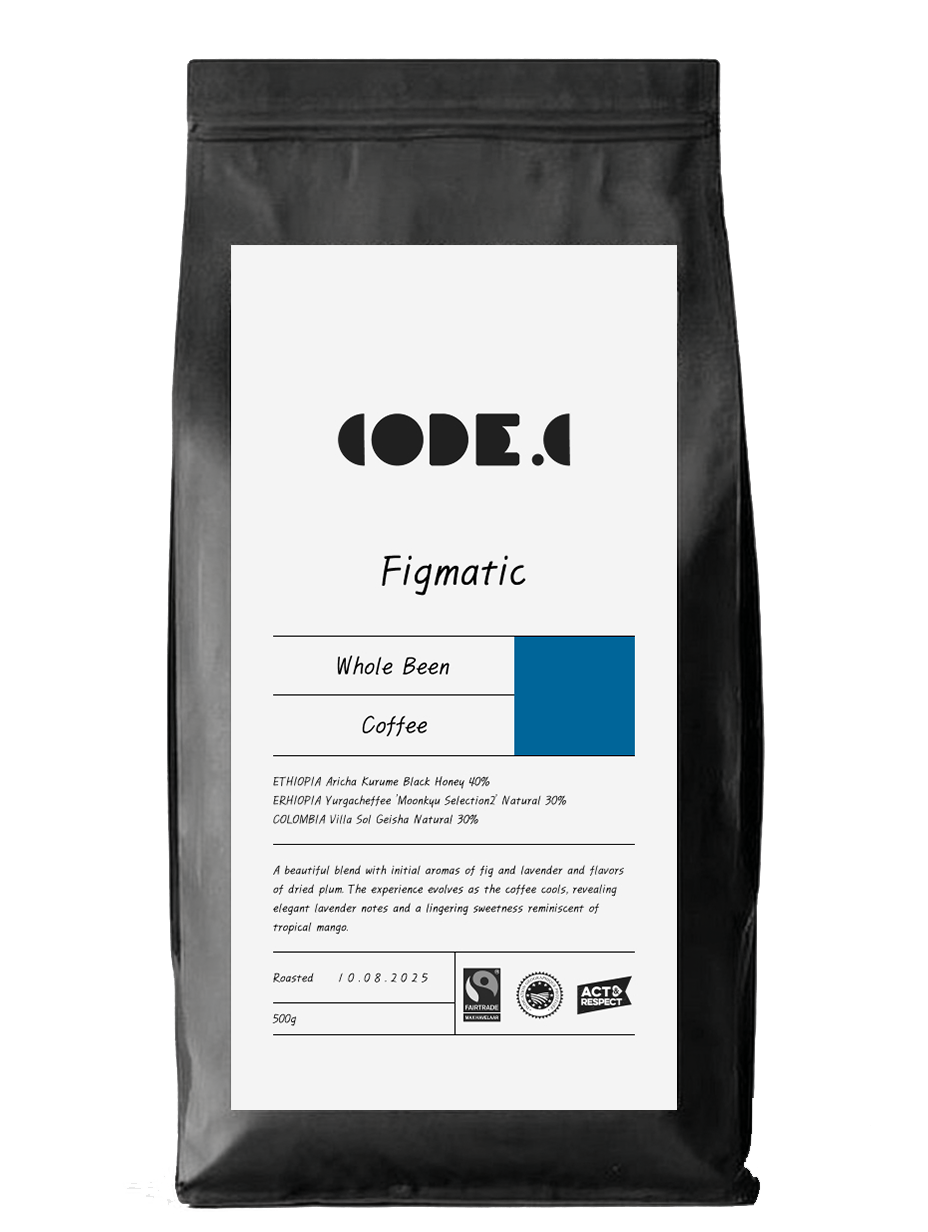 CODE.C
Figmatic
Whole Been
Coffee
ETHIOPIA Aricha Kurume Black Honey 40%
ERHIOPIA Yurgacheffee 'Moonkyu Selection2' Natural 30%
COLOMBIA Villa Sol Geisha Natural 30%
A beautiful blend with initial aromas of fig and lavender and flavors
of dried plum. The experience evolves as the coffee cools, revealing
elegant lavender notes and a lingering sweetness reminiscent of
tropical mango.
Roasted 10.08.2025
500g
FAIRTRADE
MAX HAVELAAR
ACT &
RESPECT